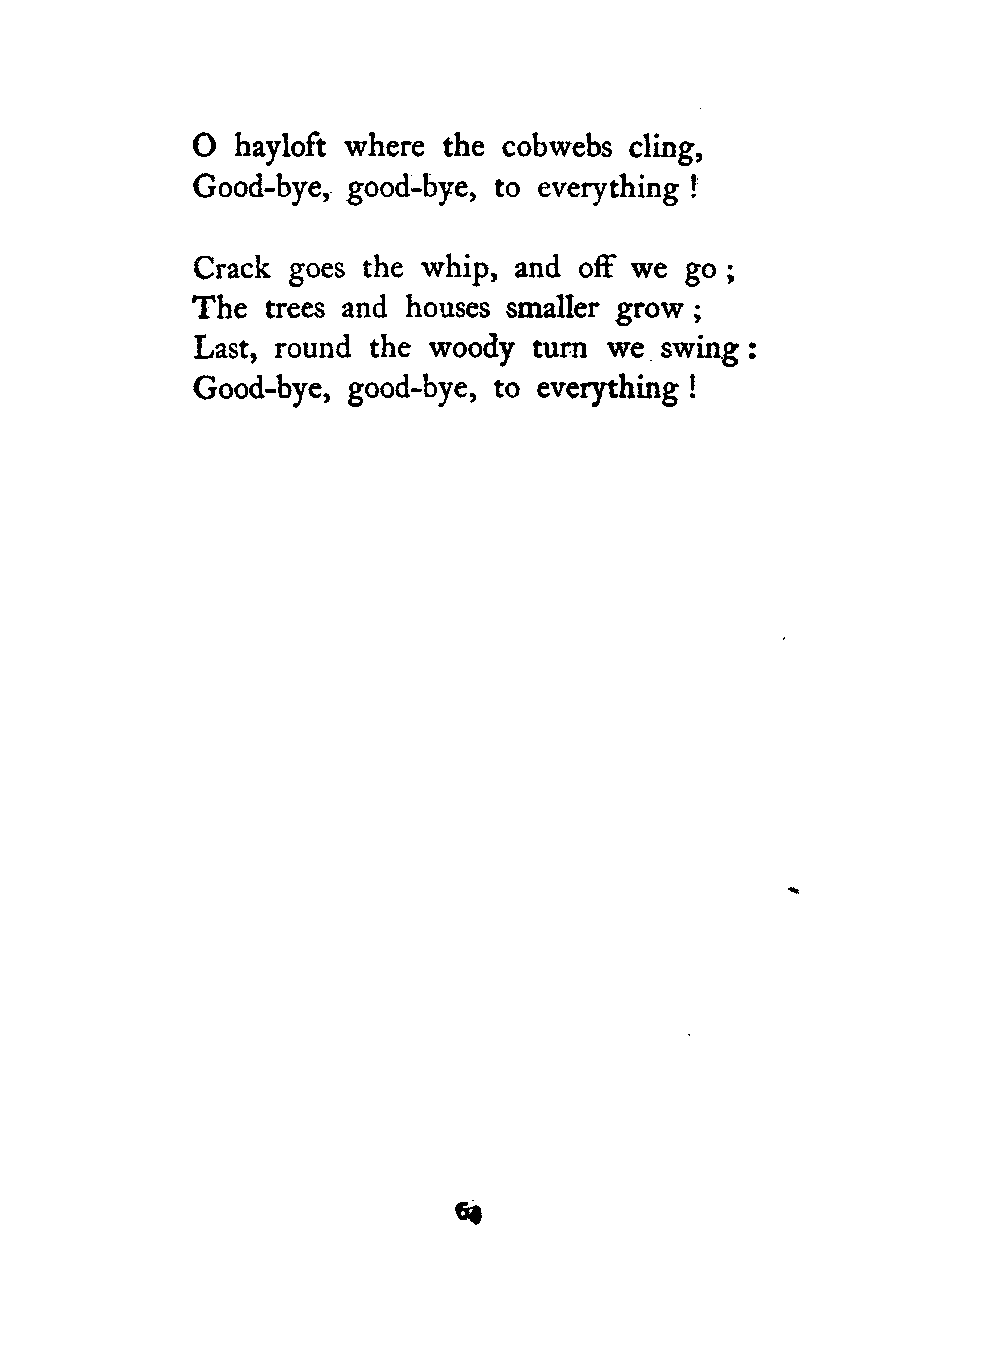 O hayloft where the cobwebs cling,
Good-bye, good-bye, to everything !
Crack goes the whip, and off we go ;
The trees and houses smaller grow ;
Last, round the woody turn we swing :
Good-bye, good-bye, to everything !